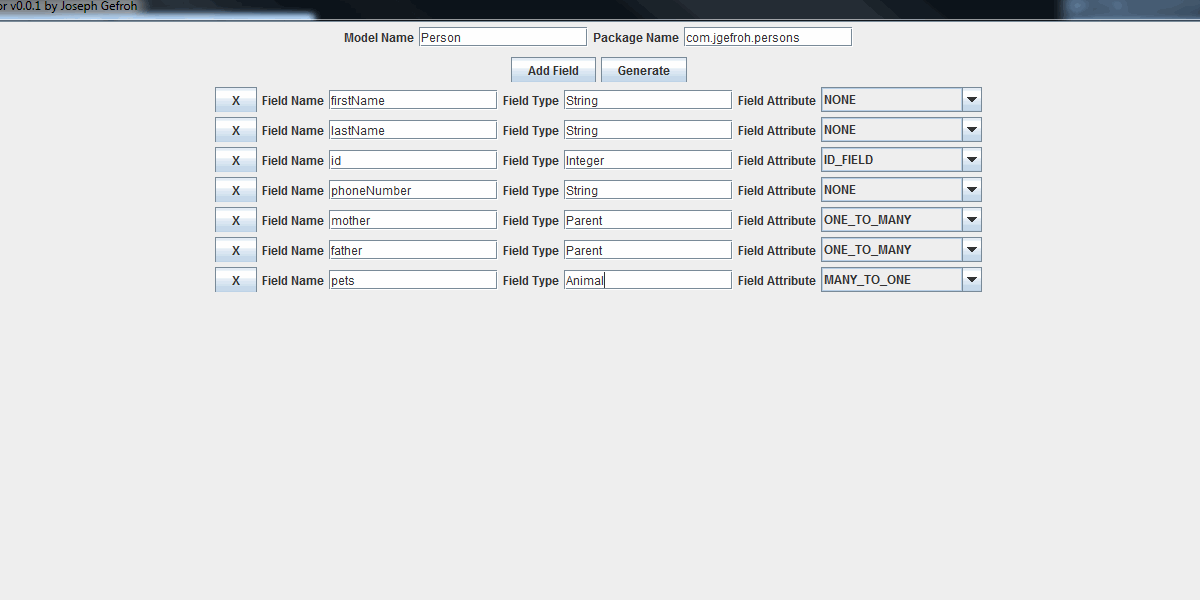 or v0.0.1 by Joseph Gefroh
Model Name Person Package Name com.jgefroh.persons
Add Field Generate
X Field Name firstName Field Type String Field Attribute NONE
X Field Name lastName Field Type String Field Attribute NONE
X Field Name id Field Type Integer Field Attribute ID_FIELD
X Field Name phoneNumber Field Type String Field Attribute NONE
X Field Name mother Field Type Parent Field Attribute ONE_TO_MANY
X Field Name father Field Type Parent Field Attribute ONE_TO_MANY
X Field Name pets Field Type Animal Field Attribute MANY_TO_ONE